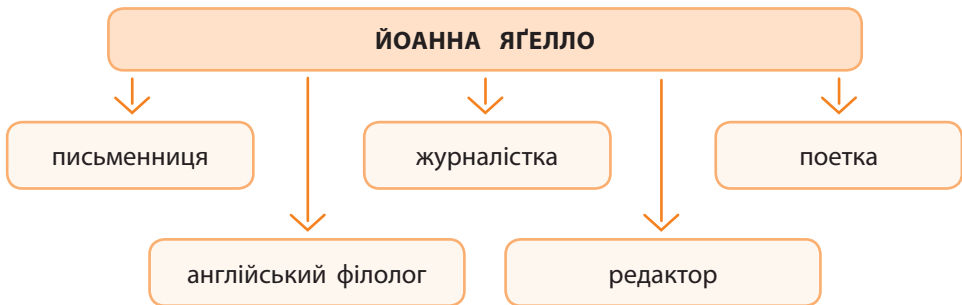 ЙОАННА ЯҐЕЛЛО
письменниця
журналістка
поетка
англійський філолог
редактор